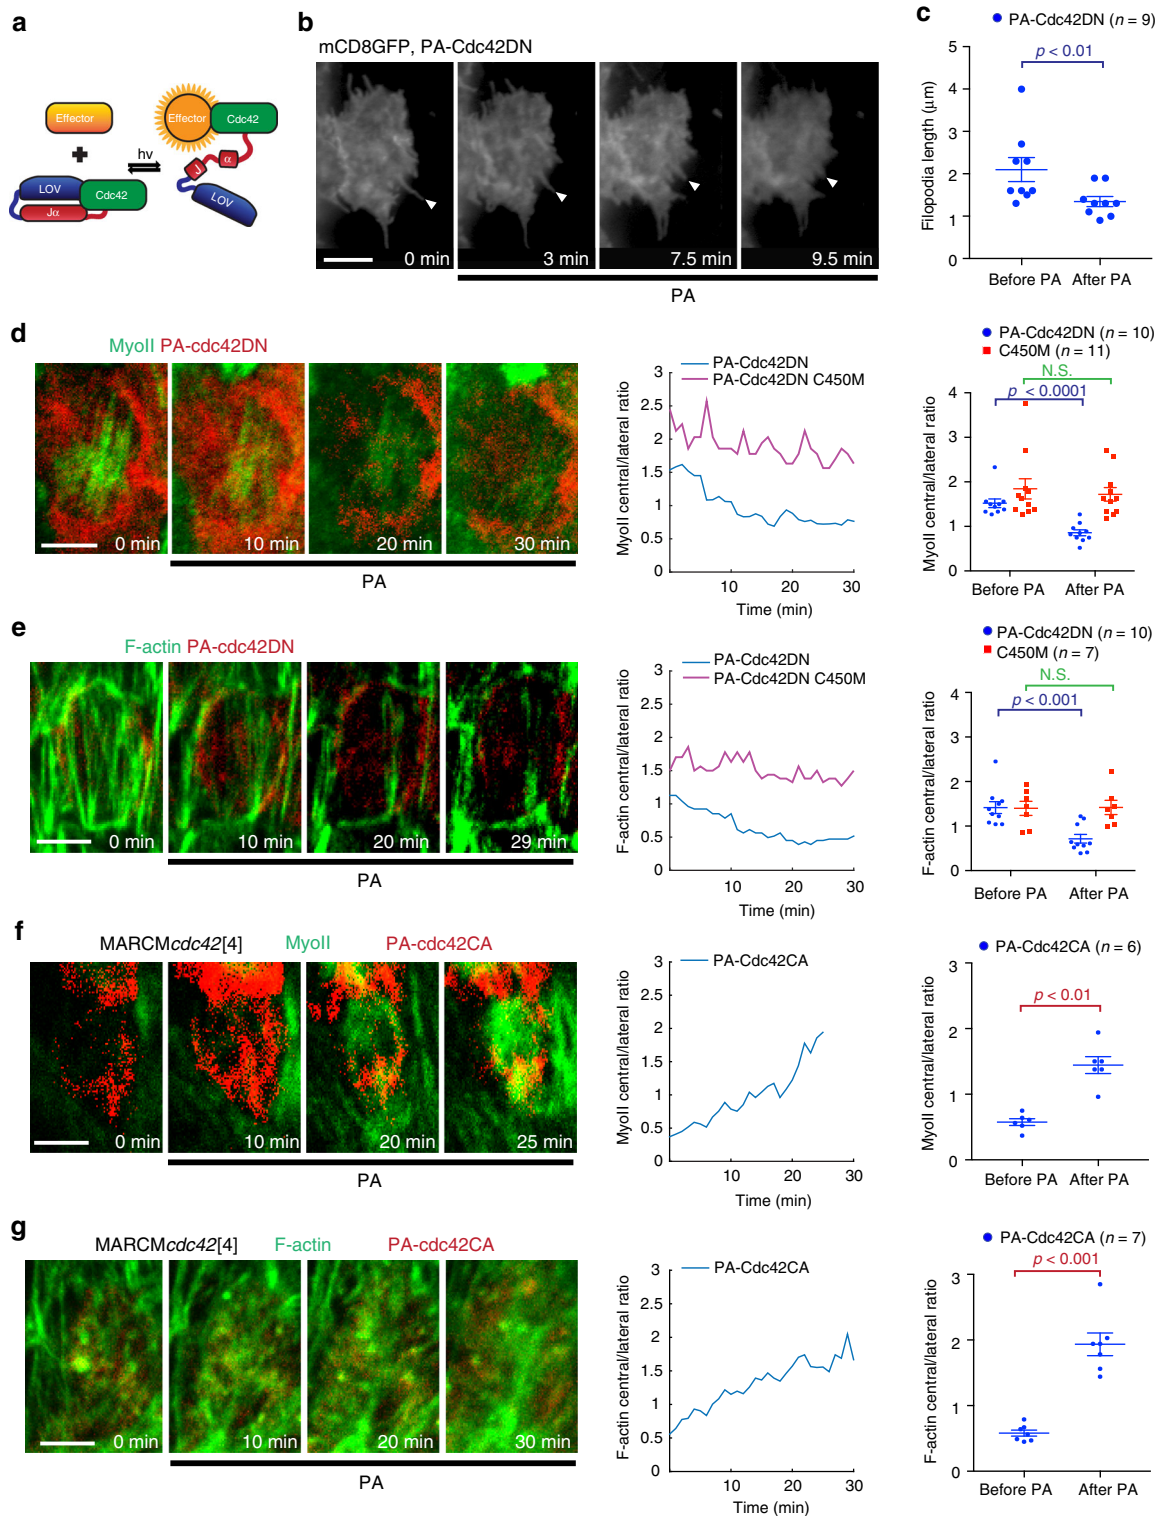 a
Effector
hv
LOV
Cdc42
Jα
Effector
Cdc42
J
α
LOV
b
mCD8GFP, PA-Cdc42DN
0 min
3 min
7.5 min
9.5 min
PA
c
PA-Cdc42DN (n = 9)
p < 0.01
Filopodia length (μm)
5
4
3
2
1
0
Before PA
After PA
d
MyoII PA-cdc42DN
0 min
10 min
20 min
30 min
PA
PA-Cdc42DN
PA-Cdc42DN C450M
MyoII central/lateral ratio
3
2.5
2
1.5
1
0.5
0
10
20
30
Time (min)
PA-Cdc42DN (n = 10)
C450M (n = 11)
N.S.
p < 0.0001
MyoII central/lateral ratio
4
3
2
1
0
Before PA
After PA
e
F-actin PA-cdc42DN
0 min
10 min
20 min
29 min
PA
PA-Cdc42DN
PA-Cdc42DN C450M
F-actin central/lateral ratio
3
2.5
2
1.5
1
0.5
0
10
20
30
Time (min)
PA-Cdc42DN (n = 10)
C450M (n = 7)
N.S.
p < 0.001
F-actin central/lateral ratio
4
3
2
1
0
Before PA
After PA
f
MARCMcdc42[4] MyoII PA-cdc42CA
0 min
10 min
20 min
25 min
PA
PA-Cdc42CA
MyoII central/lateral ratio
3
2.5
2
1.5
1
0.5
0
10
20
30
Time (min)
PA-Cdc42CA (n = 6)
p < 0.01
MyoII central/lateral ratio
3
2
1
0
Before PA
After PA
g
MARCMcdc42[4] F-actin PA-cdc42CA
0 min
10 min
20 min
30 min
PA
PA-Cdc42CA
F-actin central/lateral ratio
3
2.5
2
1.5
1
0.5
0
10
20
30
Time (min)
PA-Cdc42CA (n = 7)
p < 0.001
F-actin central/lateral ratio
3
2
1
0
Before PA
After PA